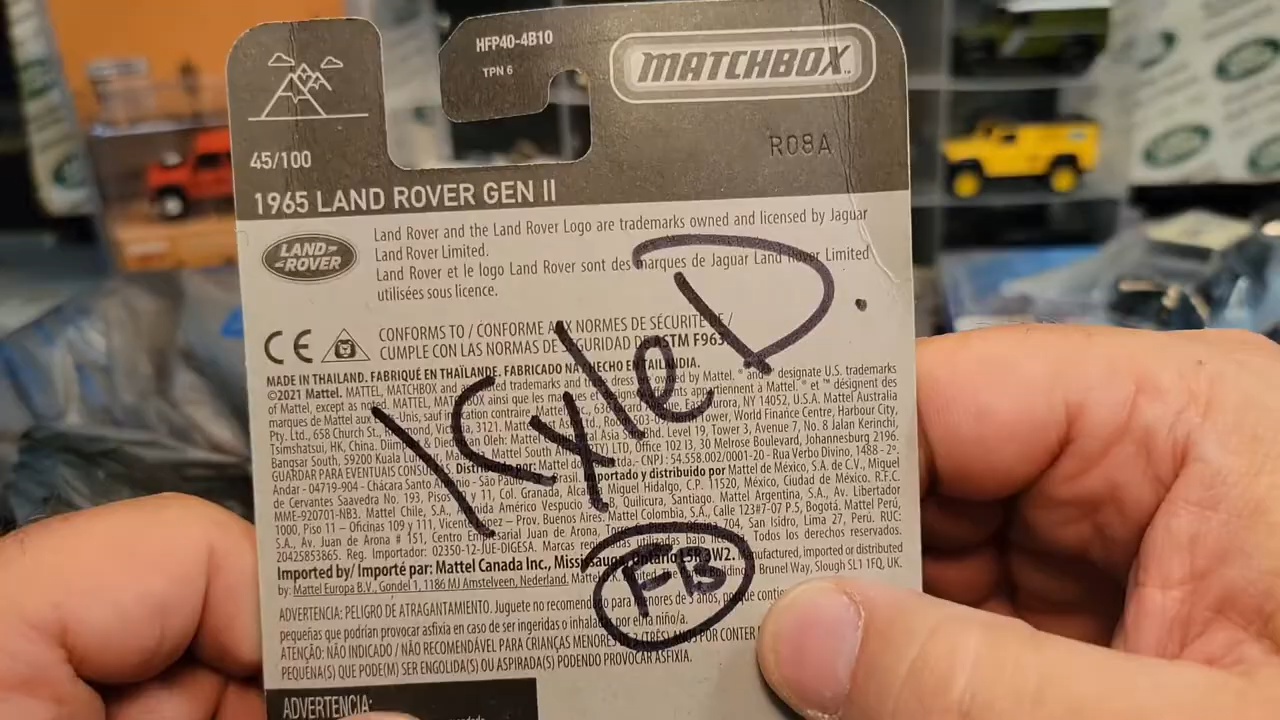 HFP40-4B10
TPN 6
MATCHBOX
R08A
45/100
1965 LAND ROVER GEN II
LAND ROVER
Land Rover and the Land Rover Logo are trademarks owned and licensed by Jaguar
Land Rover Limited.
Land Rover et le logo Land Rover sont des marques de Jaguar Land Rover Limited
utilisées sous licence.
CE
CONFORMS TO / CONFORME AUX NORMES DE SÉCURITÉ DE /
CUMPLE CON LAS NORMAS DE SEGURIDAD DE ASTM F963.
MADE IN THAILAND. FABRIQUÉ EN THAÏLANDE. FABRICADO NA / HECHO EN TAILANDIA.
©2021 Mattel. MATTEL, MATCHBOX and associated trademarks and trade dress are owned by Mattel. ® and ™ designate U.S. trademarks
of Mattel, except as noted. MATTEL, MATCHBOX ainsi que les marques et designs afférents appartiennent à Mattel. ® et ™ désignent des
marques de Mattel aux États-Unis, sauf indication contraire. Mattel, Inc., 636 Girard Avenue, East Aurora, NY 14052, U.S.A. Mattel Australia
Pty. Ltd., 658 Church St., Richmond, Victoria, 3121. Mattel Asia Ltd., Room North Tower, World Finance Centre, Harbour City,
Tsimshatsui, HK, China. Diimport & Diedarkan Oleh: Mattel Asia Sdn Bhd. Level 19, Tower 3, Avenue 7, No. 8 Jalan Kerinchi,
Bangsar South, 59200 Kuala Lumpur, Mattel South Africa (PTY) LTD, Office 102 I3, 30 Melrose Boulevard, Johannesburg 2196.
GUARDAR PARA EVENTUAIS CONSULTAS. Distribuído por: Mattel do Brasil Ltda.- CNPJ : 54.558.002/0001-20 - Rua Verbo Divino, 1488 - 2º.
Andar - 04719-904 - Chácara Santo Antônio - São Paulo Brasil. Importado y distribuido por Mattel de México, S.A. de C.V., Miguel
de Cervantes Saavedra No. 193, Pisos 10 y 11, Col. Granada, Alcaldía Miguel Hidalgo, C.P. 11520, México, Ciudad de México. R.F.C.
MME-920701-NB3. Mattel Chile, S.A., Avenida Américo Vespucio Quilicura, Santiago. Mattel Argentina, S.A., Av. Libertador
1000, Piso 11 – Oficinas 109 y 111, Vicente López – Prov. Buenos Aires. Mattel Colombia, S.A., Calle 123#7-07 P.5, Bogotá. Mattel Perú,
S.A., Av. Juan de Arona # 151, Centro Empresarial Juan de Arona, Torre Oficina 704, San Isidro, Lima 27, Perú. RUC:
20425853865. Reg. Importador: 02350-12-JUE-DIGESA. Marcas registradas utilizadas bajo Todos los derechos reservados.
Imported by/ Importé par: Mattel Canada Inc., Mississauga, Ontario L5R 3W2. Manufactured, imported or distributed
by: Mattel Europa B.V., Gondel 1, 1186 MJ Amstelveen, Nederland. Mattel U.K. Limited, The Porter Building, 1 Brunel Way, Slough SL1 1FQ, UK.
ADVERTENCIA: PELIGRO DE ATRAGANTAMIENTO. Juguete no recomendado para menores de 3 años, porque
pequeñas que podrían provocar asfixia en caso de ser ingeridas o inhaladas por el/la niño/a.
ATENÇÃO: NÃO INDICADO / NÃO RECOMENDADO PARA CRIANÇAS MENORES DE 3 (TRÊS) ANOS POR CONTER
PEQUENA(S) QUE PODE(M) SER ENGOLIDA(S) OU ASPIRADA(S) PODENDO PROVOCAR ASFIXIA.
ADVERTENCIA:
Kyle D.
FB